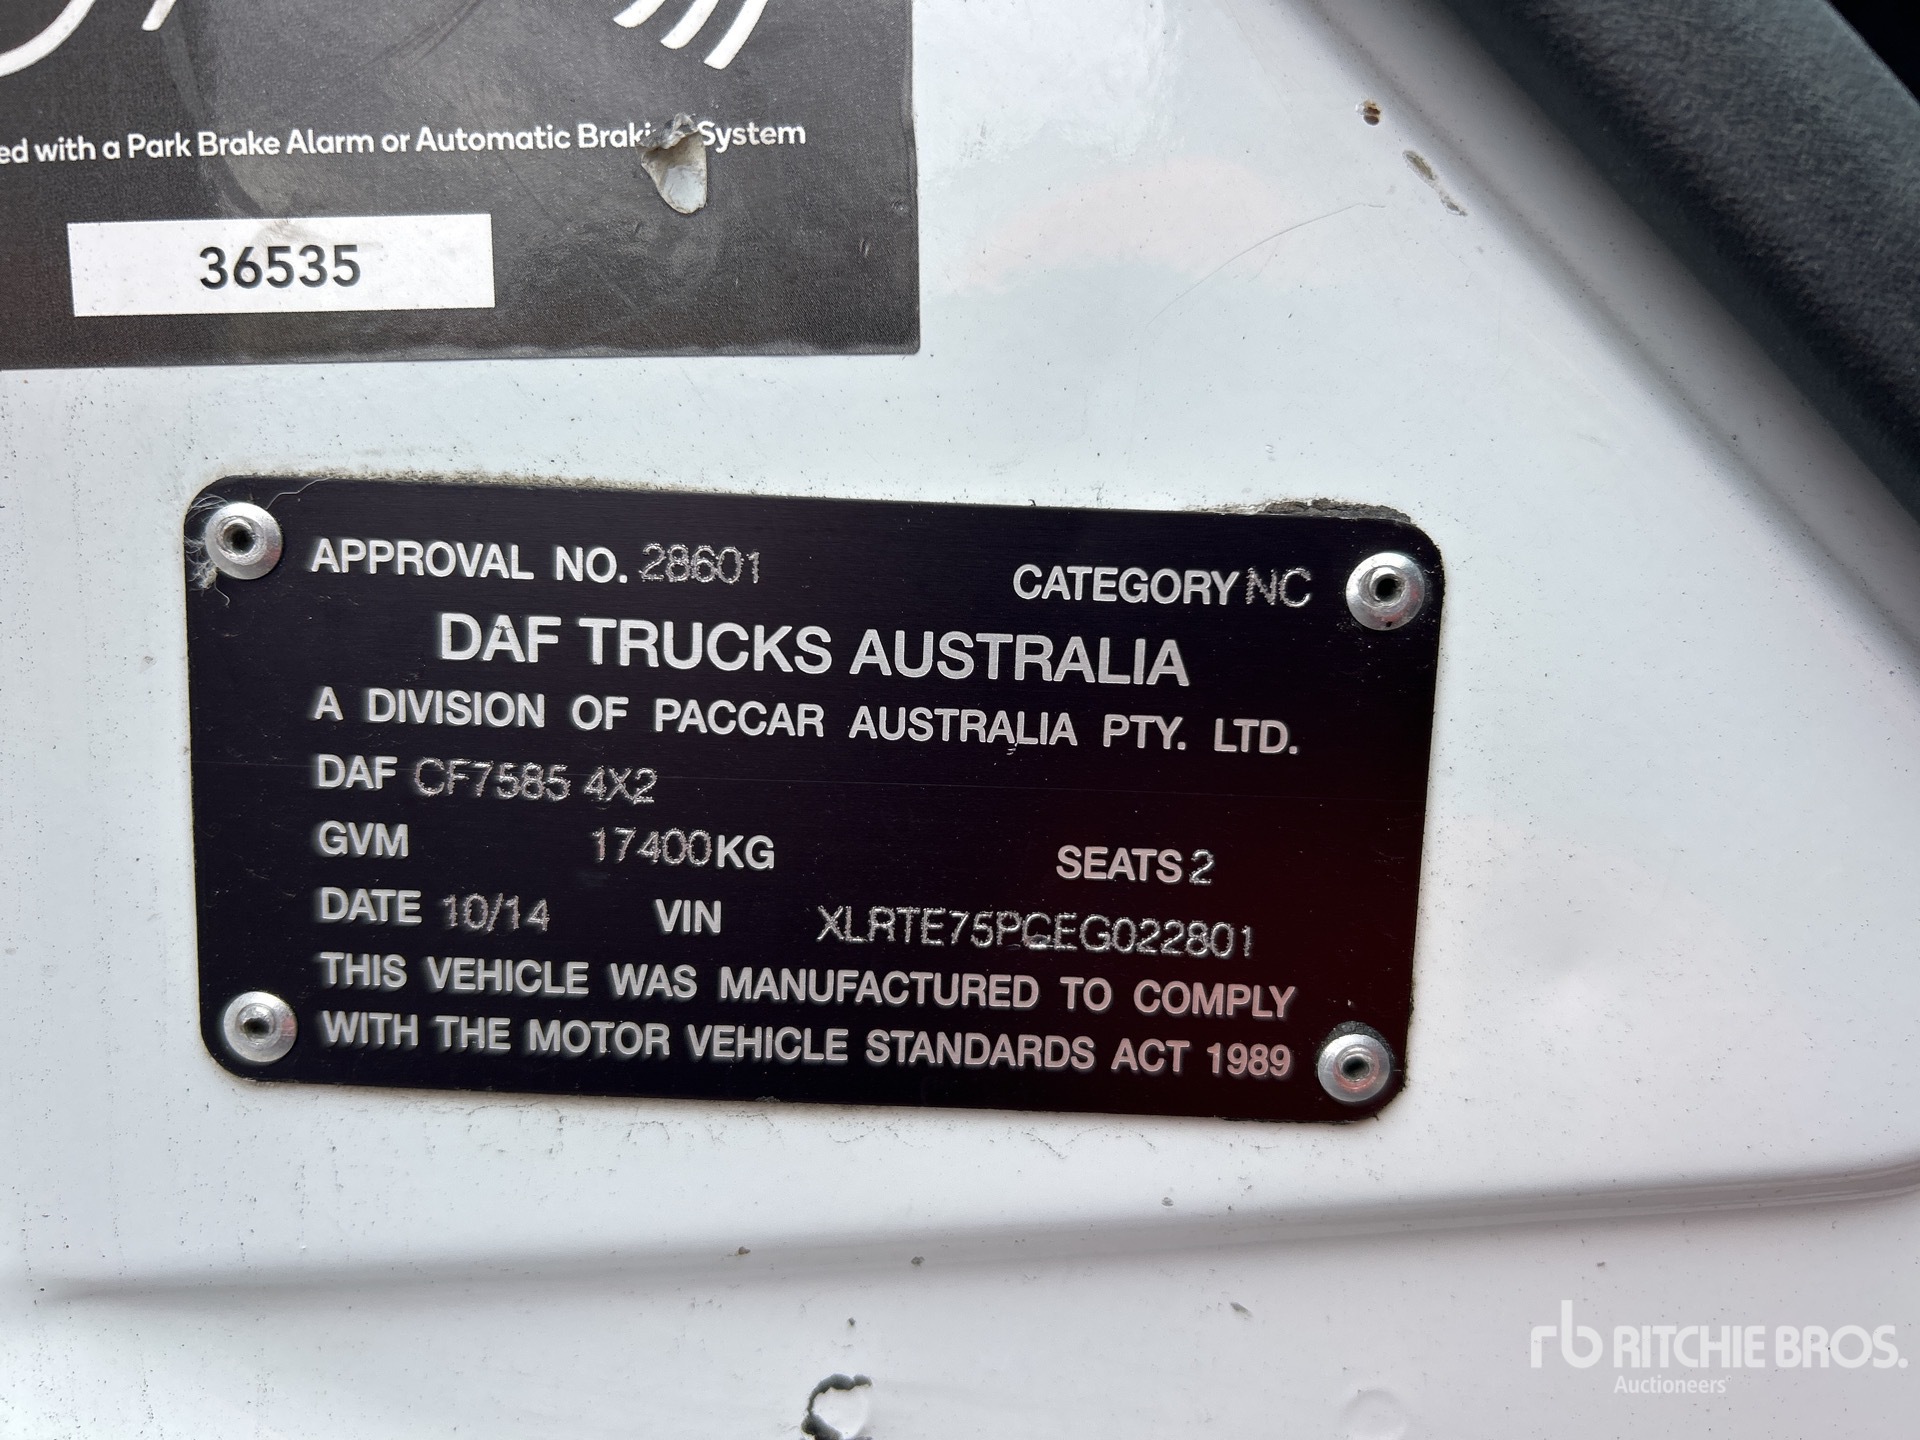 ed with a Park Brake Alarm or Automatic Braking System
36535
APPROVAL NO. 28601 CATEGORY NC
DAF TRUCKS AUSTRALIA
A DIVISION OF PACCAR AUSTRALIA PTY. LTD.
DAF CF7585 4X2
GVM 17400KG SEATS 2
DATE 10/14 VIN XLRTE75PCEG022801
THIS VEHICLE WAS MANUFACTURED TO COMPLY
WITH THE MOTOR VEHICLE STANDARDS ACT 1989
rb RITCHIE BROS.
Auctioneers